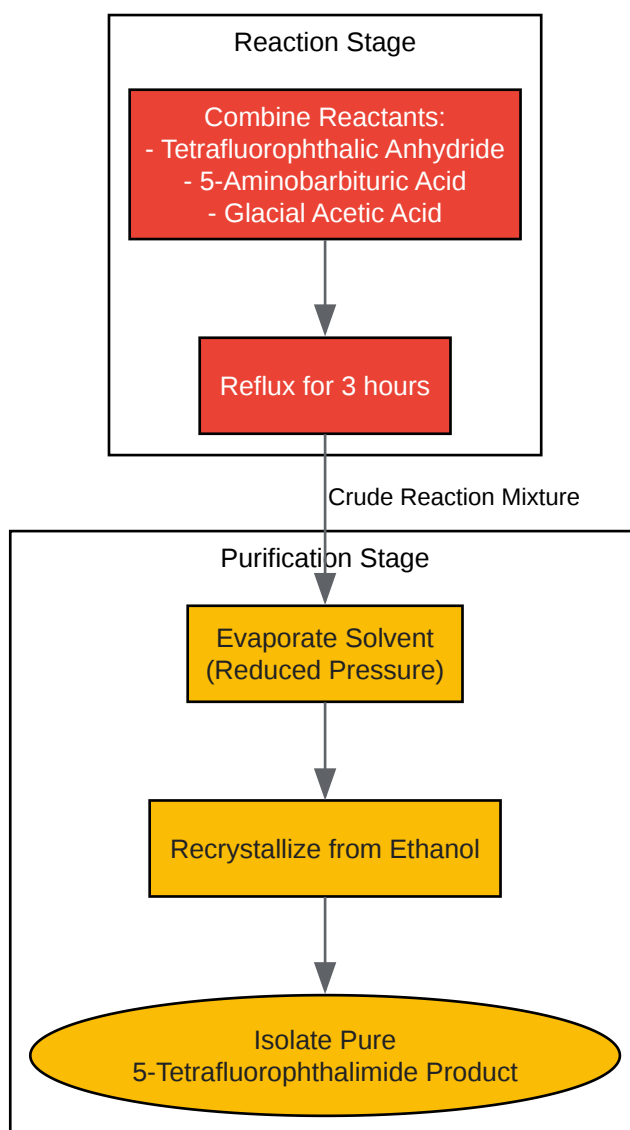 Reaction Stage
Combine Reactants:
- Tetrafluorophthalic Anhydride
- 5-Aminobarbituric Acid
- Glacial Acetic Acid
Reflux for 3 hours
Crude Reaction Mixture
Purification Stage
Evaporate Solvent
(Reduced Pressure)
Recrystallize from Ethanol
Isolate Pure
5-Tetrafluorophthalimide Product